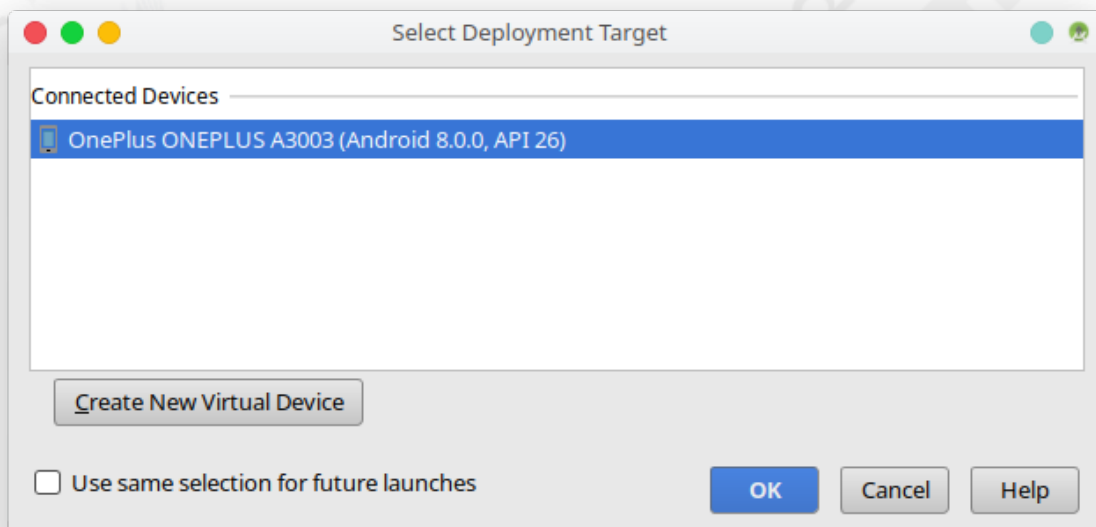 Select Deployment Target
Connected Devices
OnePlus ONEPLUS A3003 (Android 8.0.0, API 26)
Create New Virtual Device
Use same selection for future launches
OK Cancel Help